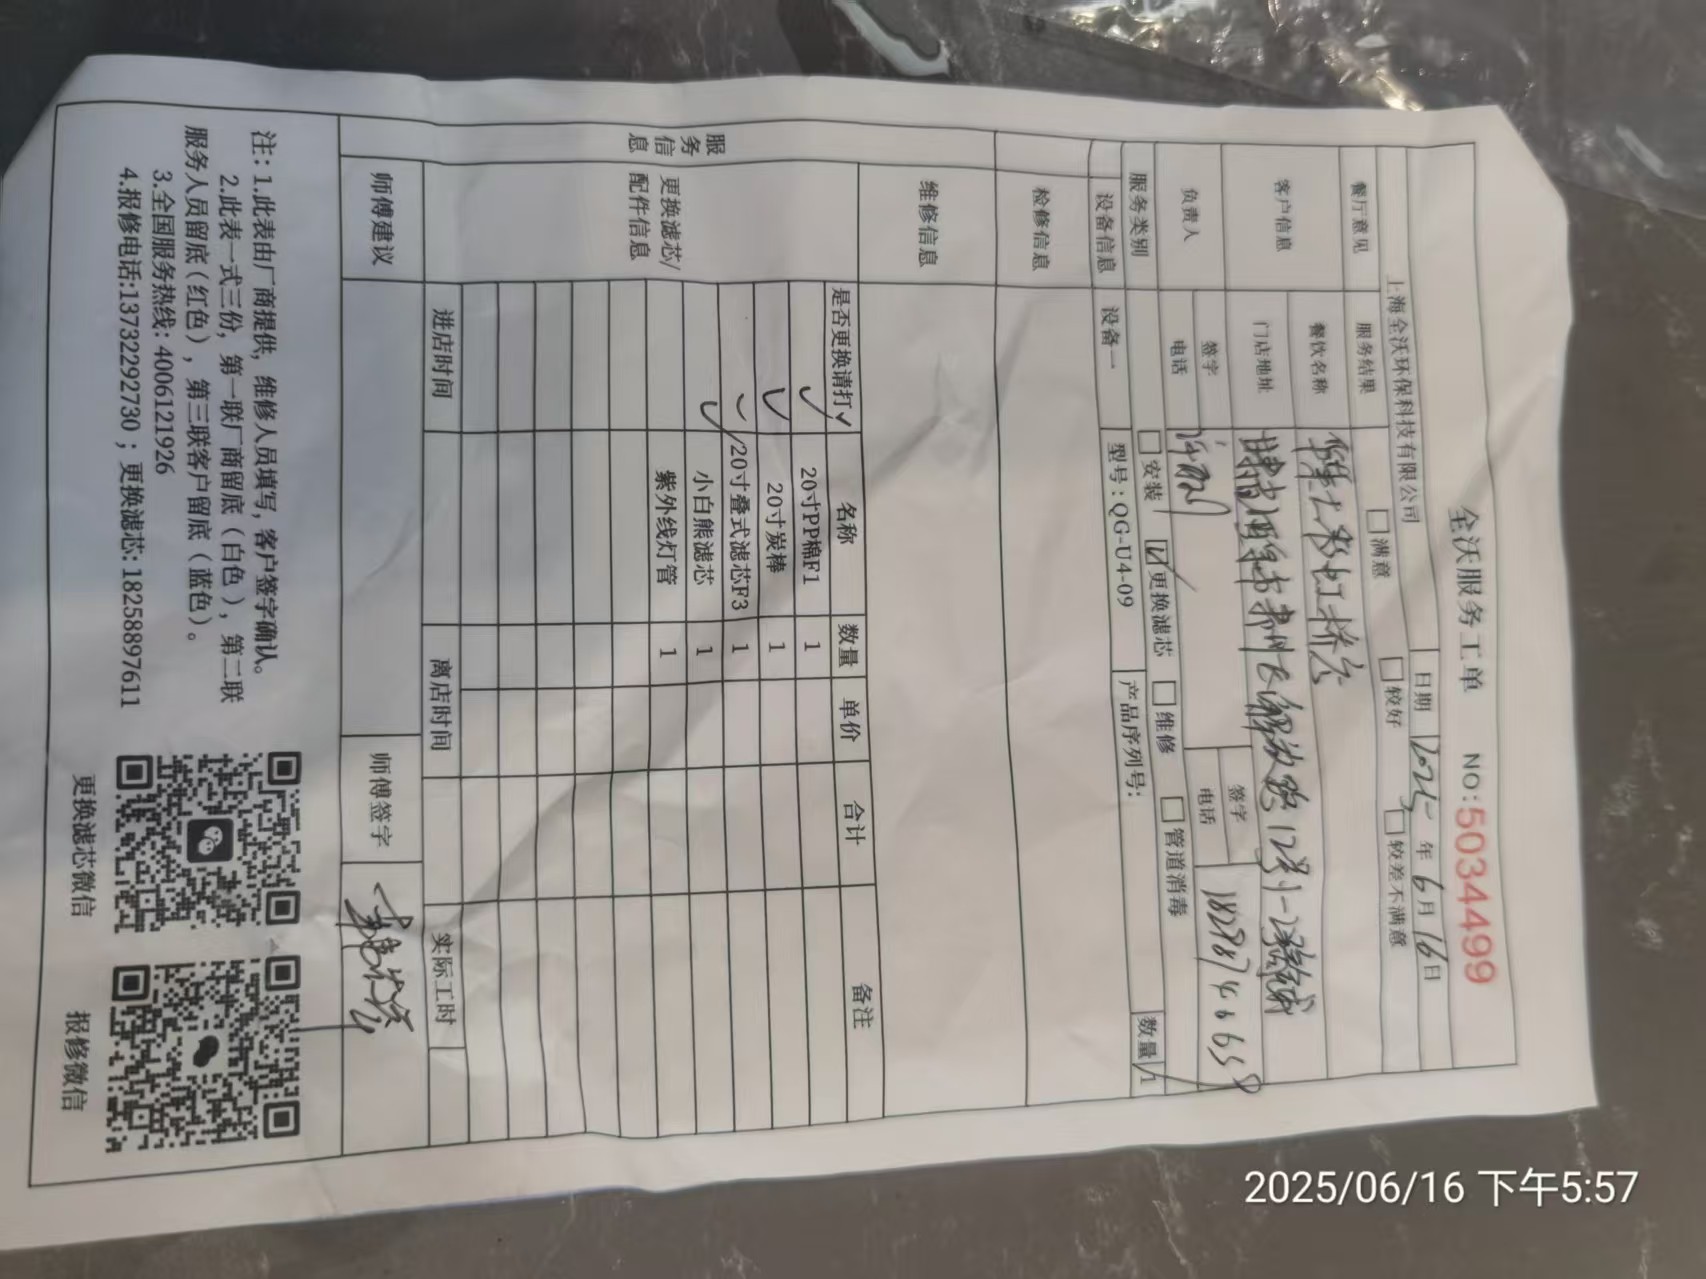 全沃服务工单 NO:5034499
上海全沃环保科技有限公司 日期 2025年6月16日
餐厅意见 服务结果 □满意 □较好 □较差不满意
客户信息 餐饮名称
门店地址
负责人 签字 签字
电话 电话
服务类别 □安装 ☑更换滤芯 □维修 □管道消毒
设备信息 设备一 型号:QG-U4-09 产品序列号: 数量 1
检修信息
服务信息
维修信息
更换滤芯/配件信息
是否更换请打✓ 名称 数量 单价 合计 备注
✓ 20寸PP棉F1 1
✓ 20寸炭棒 1
✓ 20寸叠式滤芯F3 1
✓ 小白熊滤芯 1
紫外线灯管 1
进店时间 离店时间 实际工时
师傅建议 师傅签字
注:1.此表由厂商提供,维修人员填写,客户签字确认。
2.此表一式三份,第一联厂商留底(白色),第二联
服务人员留底(红色),第三联客户留底(蓝色)。
3.全国服务热线:4006121926
4.报修电话:13732292730;更换滤芯:18258897611
更换滤芯微信 报修微信
2025/06/16 下午5:57